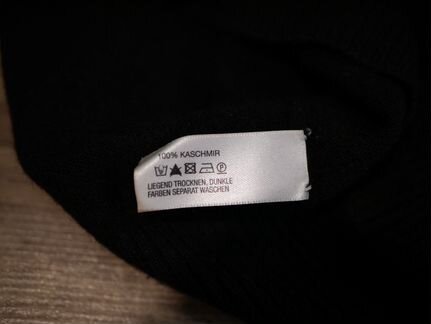 100% KASCHMIR
LIEGEND TROCKNEN, DUNKLE
FARBEN SEPARAT WASCHEN